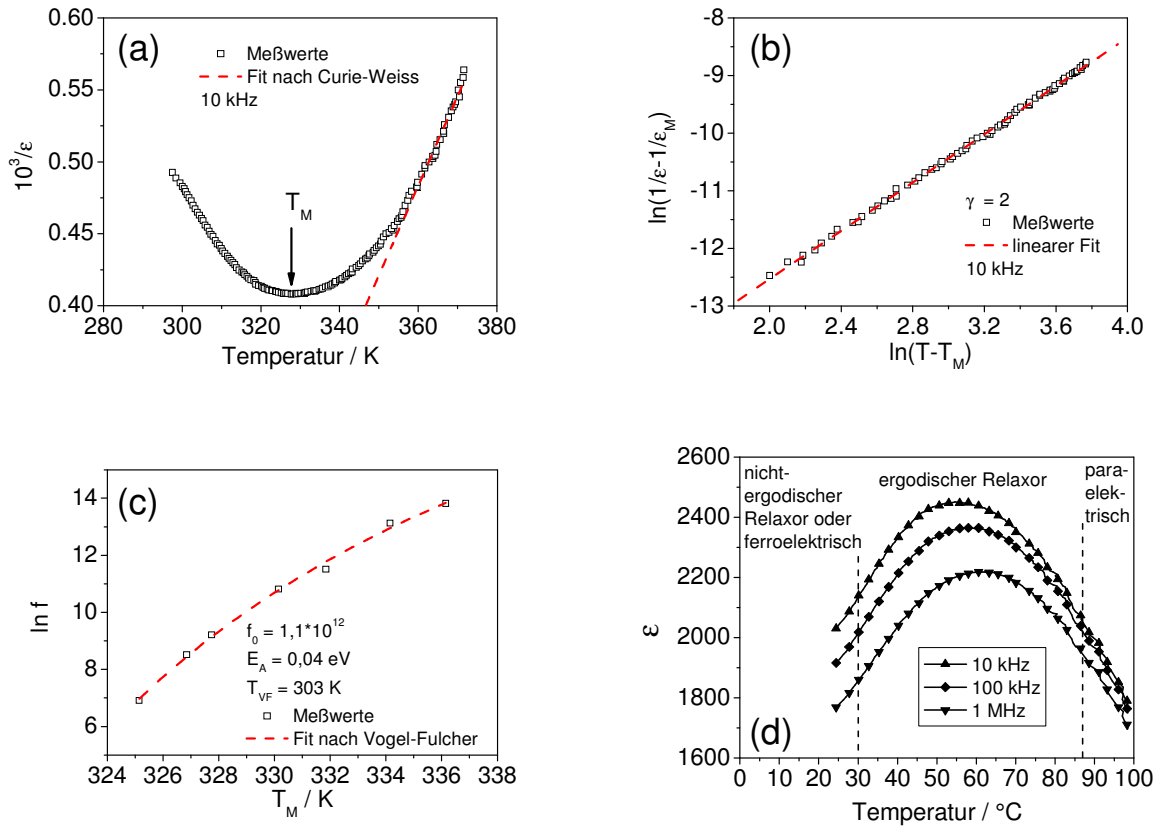 (a)
Meßwerte
Fit nach Curie-Weiss
10 kHz
T_M
10³/ε
0.55
0.50
0.45
0.40
280 300 320 340 360 380
Temperatur / K
(b)
γ = 2
Meßwerte
linearer Fit
10 kHz
ln(1/ε-1/ε_M)
-8
-9
-10
-11
-12
-13
2.0 2.4 2.8 3.2 3.6 4.0
ln(T-T_M)
(c)
f_0 = 1,1*10¹²
E_A = 0,04 eV
T_VF = 303 K
Meßwerte
Fit nach Vogel-Fulcher
ln f
14
12
10
8
6
324 326 328 330 332 334 336 338
T_M / K
nicht-
ergodischer
Relaxor oder
ferroelektrisch
ergodischer Relaxor
para-
elek-
trisch
10 kHz
100 kHz
1 MHz
(d)
ε
2600
2400
2200
2000
1800
1600
0 10 20 30 40 50 60 70 80 90 100
Temperatur / °C